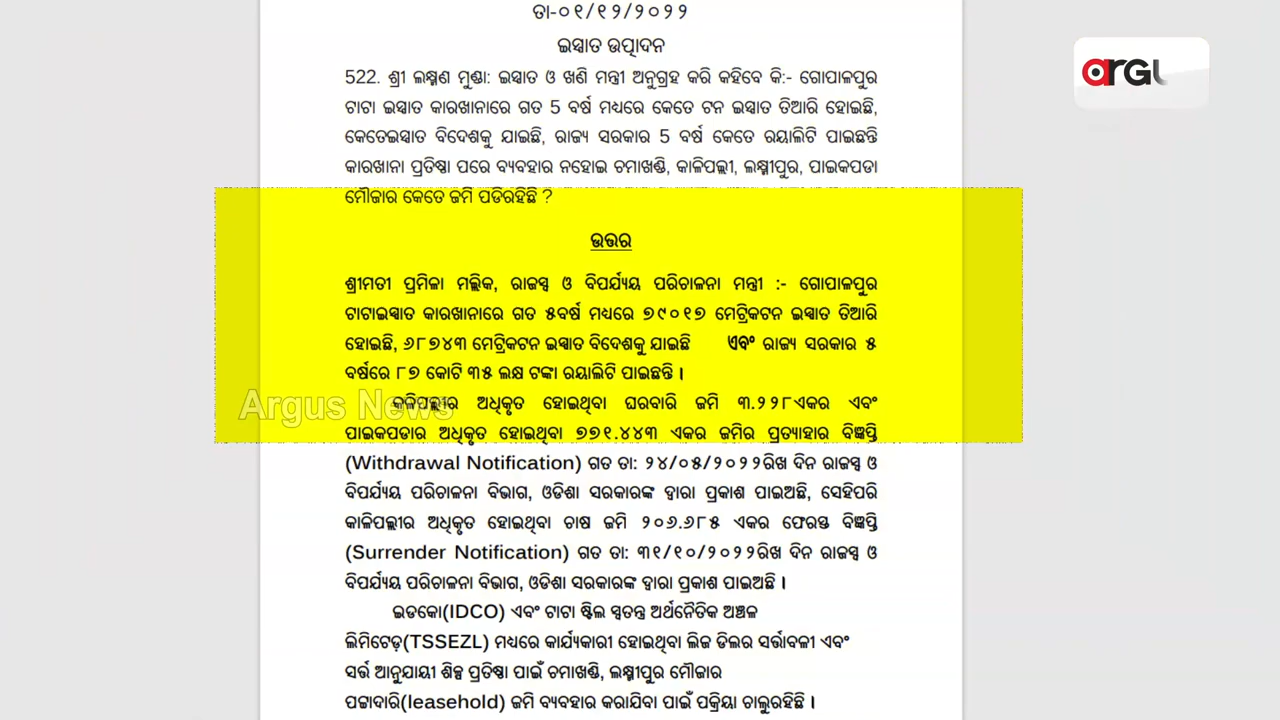 ତା-୦୧/୧୨/୨୦୨୨
ଇସ୍ପାତ ଉତ୍ପାଦନ
522. ଶ୍ରୀ ଲକ୍ଷ୍ମଣ ମୁଣ୍ଡା: ଇସ୍ପାତ ଓ ଖଣି ମନ୍ତ୍ରୀ ଅନୁଗ୍ରହ କରି କହିବେ କି:- ଗୋପାଳପୁର
ଟାଟା ଇସ୍ପାତ କାରଖାନାରେ ଗତ 5 ବର୍ଷ ମଧ୍ୟରେ କେତେ ଟନ ଇସ୍ପାତ ତିଆରି ହୋଇଛି,
କେତେଇସ୍ପାତ ବିଦେଶକୁ ଯାଇଛି, ରାଜ୍ୟ ସରକାର 5 ବର୍ଷ କେତେ ରୟାଲିଟି ପାଇଛନ୍ତି
କାରଖାନା ପ୍ରତିଷ୍ଠା ପରେ ବ୍ୟବହାର ନହୋଇ ଚମାଖଣ୍ଡି, କାଳିପଲ୍ଲୀ, ଲକ୍ଷ୍ମୀପୁର, ପାଇକପଡା
ମୌଜାର କେତେ ଜମି ପଡିରହିଛି ?
ଉତ୍ତର
ଶ୍ରୀମତୀ ପ୍ରମିଳା ମଲ୍ଲିକ, ରାଜସ୍ୱ ଓ ବିପର୍ଯ୍ୟୟ ପରିଚାଳନା ମନ୍ତ୍ରୀ :- ଗୋପାଳପୁର
ଟାଟାଇସ୍ପାତ କାରଖାନାରେ ଗତ ୫ବର୍ଷ ମଧ୍ୟରେ ୭୯୦୧୭ ମେଟ୍ରିକଟନ ଇସ୍ପାତ ତିଆରି
ହୋଇଛି, ୬୮୭୪୩ ମେଟ୍ରିକଟନ ଇସ୍ପାତ ବିଦେଶକୁ ଯାଇଛି ଏବଂ ରାଜ୍ୟ ସରକାର ୫
ବର୍ଷରେ ୮୭ କୋଟି ୩୫ ଲକ୍ଷ ଟଙ୍କା ରୟାଲିଟି ପାଇଛନ୍ତି ।
କଳିପଲ୍ଲୀର ଅଧିକୃତ ହୋଇଥିବା ଘରବାରି ଜମି ୩.୨୨୮ଏକର ଏବଂ
ପାଇକପଡାର ଅଧିକୃତ ହୋଇଥିବା ୭୭୧.୪୪୩ ଏକର ଜମିର ପ୍ରତ୍ୟାହାର ବିଜ୍ଞପ୍ତି
(Withdrawal Notification) ଗତ ତା: ୨୪/୦୫/୨୦୨୨ରିଖ ଦିନ ରାଜସ୍ୱ ଓ
ବିପର୍ଯ୍ୟୟ ପରିଚାଳନା ବିଭାଗ, ଓଡିଶା ସରକାରଙ୍କ ଦ୍ୱାରା ପ୍ରକାଶ ପାଇଅଛି, ସେହିପରି
କାଳିପଲ୍ଲୀର ଅଧିକୃତ ହୋଇଥିବା ଚାଷ ଜମି ୨୦୬.୬୮୫ ଏକର ଫେରସ୍ତ ବିଜ୍ଞପ୍ତି
(Surrender Notification) ଗତ ତା: ୩୧/୧୦/୨୦୨୨ରିଖ ଦିନ ରାଜସ୍ୱ ଓ
ବିପର୍ଯ୍ୟୟ ପରିଚାଳନା ବିଭାଗ, ଓଡିଶା ସରକାରଙ୍କ ଦ୍ୱାରା ପ୍ରକାଶ ପାଇଅଛି ।
ଇଡକୋ(IDCO) ଏବଂ ଟାଟା ଷ୍ଟିଲ ସ୍ୱତନ୍ତ୍ର ଅର୍ଥନୈତିକ ଅଞ୍ଚଳ
ଲିମିଟେଡ୍(TSSEZL) ମଧ୍ୟରେ କାର୍ଯ୍ୟକାରୀ ହୋଇଥିବା ଲିଜ ଡିଲର ସର୍ତ୍ତାବଳୀ ଏବଂ
ସର୍ତ୍ତ ଆନୁଯାୟୀ ଶିଳ୍ପ ପ୍ରତିଷ୍ଠା ପାଇଁ ଚମାଖଣ୍ଡି, ଲକ୍ଷ୍ମୀପୁର ମୌଜାର
ପଟ୍ଟାଦାରି(leasehold) ଜମି ବ୍ୟବହାର କରାଯିବା ପାଇଁ ପକ୍ରିୟା ଚାଲୁରହିଛି ।
Argus News